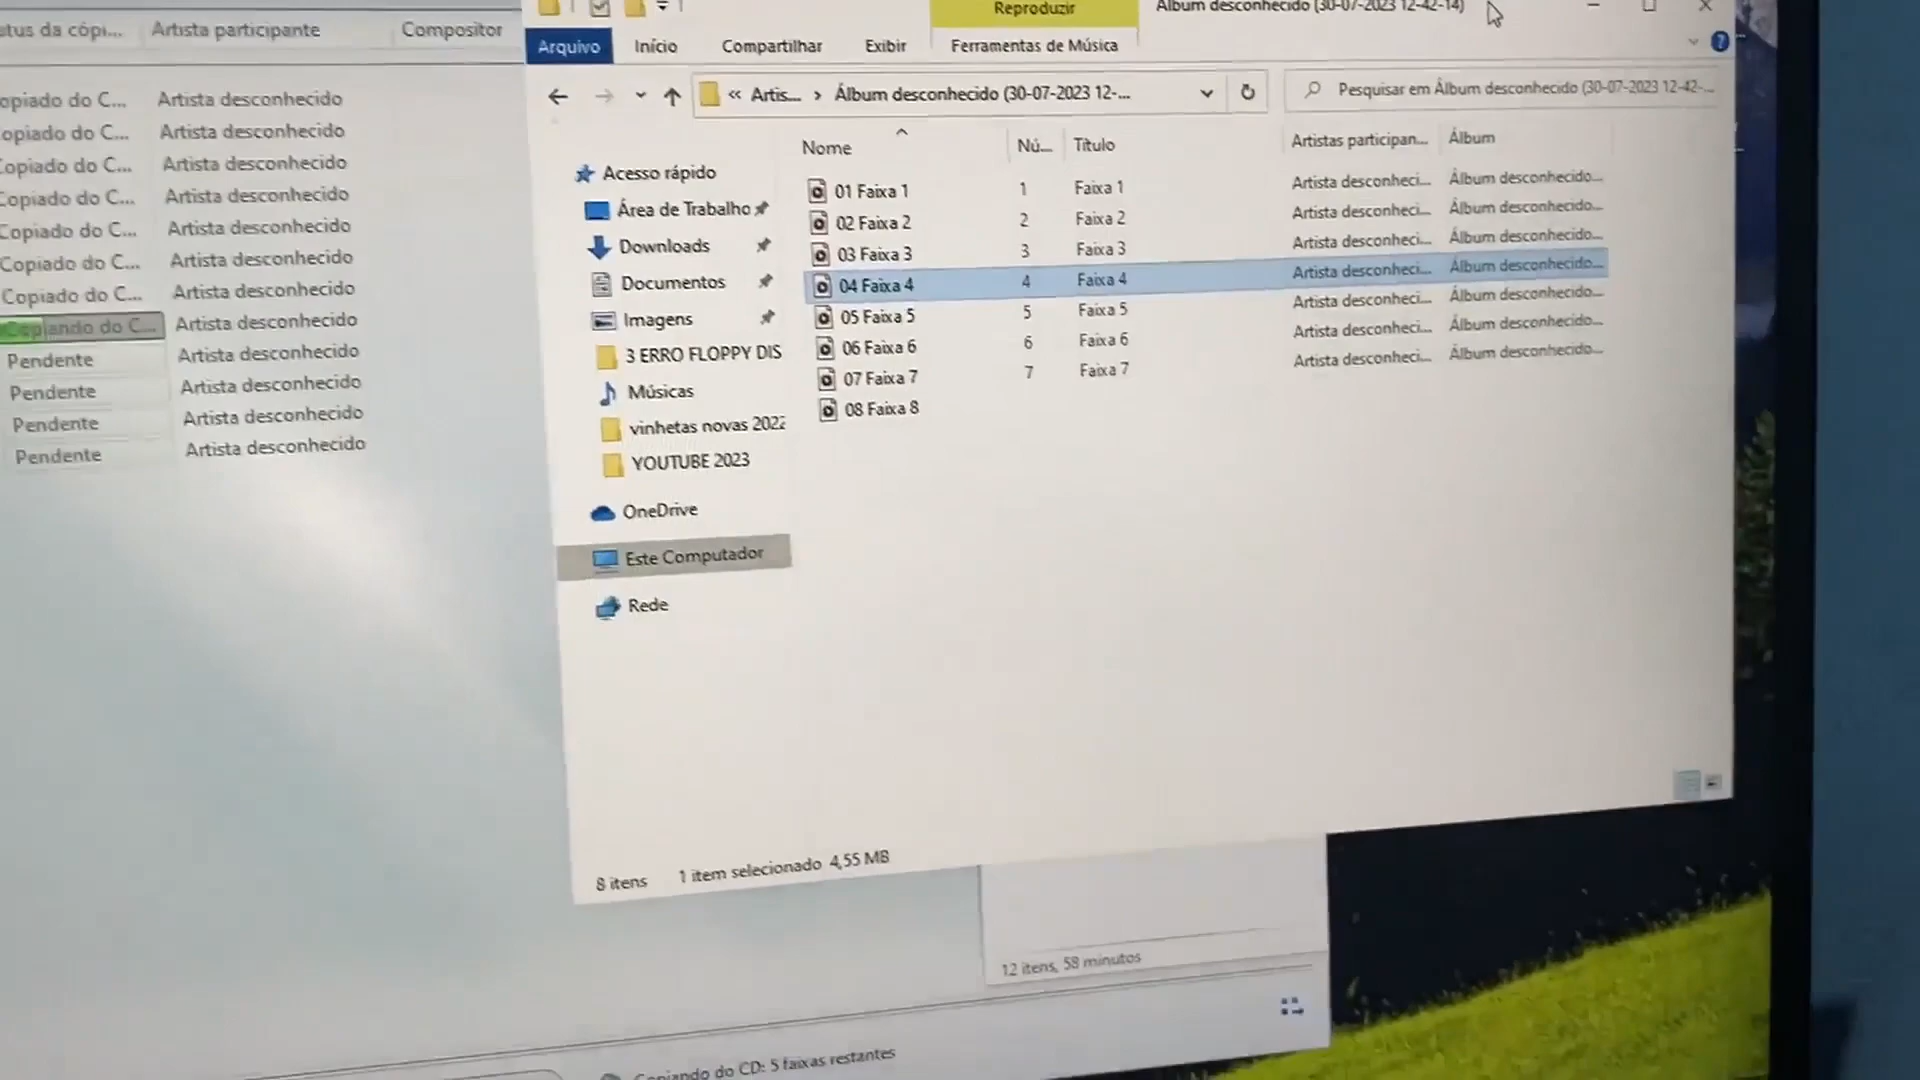 Status da cópi... Artista participante Compositor
opiado do C... Artista desconhecido
opiado do C... Artista desconhecido
Copiado do C... Artista desconhecido
Copiado do C... Artista desconhecido
Copiado do C... Artista desconhecido
Copiado do C... Artista desconhecido
Copiado do C... Artista desconhecido
Copiando do C... Artista desconhecido
Pendente Artista desconhecido
Pendente Artista desconhecido
Pendente Artista desconhecido
Pendente Artista desconhecido
Reproduzir Álbum desconhecido (30-07-2023 12-42-14)
Arquivo Início Compartilhar Exibir Ferramentas de Música
« Artis... › Álbum desconhecido (30-07-2023 12-... Pesquisar em Álbum desconhecido (30-07-2023 12-42-...
Acesso rápido
Área de Trabalho
Downloads
Documentos
Imagens
3 ERRO FLOPPY DIS
Músicas
vinhetas novas 2022
YOUTUBE 2023
OneDrive
Este Computador
Rede
Nome Nú... Título Artistas participan... Álbum
01 Faixa 1 1 Faixa 1 Artista desconheci... Álbum desconhecido...
02 Faixa 2 2 Faixa 2 Artista desconheci... Álbum desconhecido...
03 Faixa 3 3 Faixa 3 Artista desconheci... Álbum desconhecido...
04 Faixa 4 4 Faixa 4 Artista desconheci... Álbum desconhecido...
05 Faixa 5 5 Faixa 5 Artista desconheci... Álbum desconhecido...
06 Faixa 6 6 Faixa 6 Artista desconheci... Álbum desconhecido...
07 Faixa 7 7 Faixa 7 Artista desconheci... Álbum desconhecido...
08 Faixa 8
8 itens 1 item selecionado 4,55 MB
12 itens, 58 minutos
Copiando do CD: 5 faixas restantes